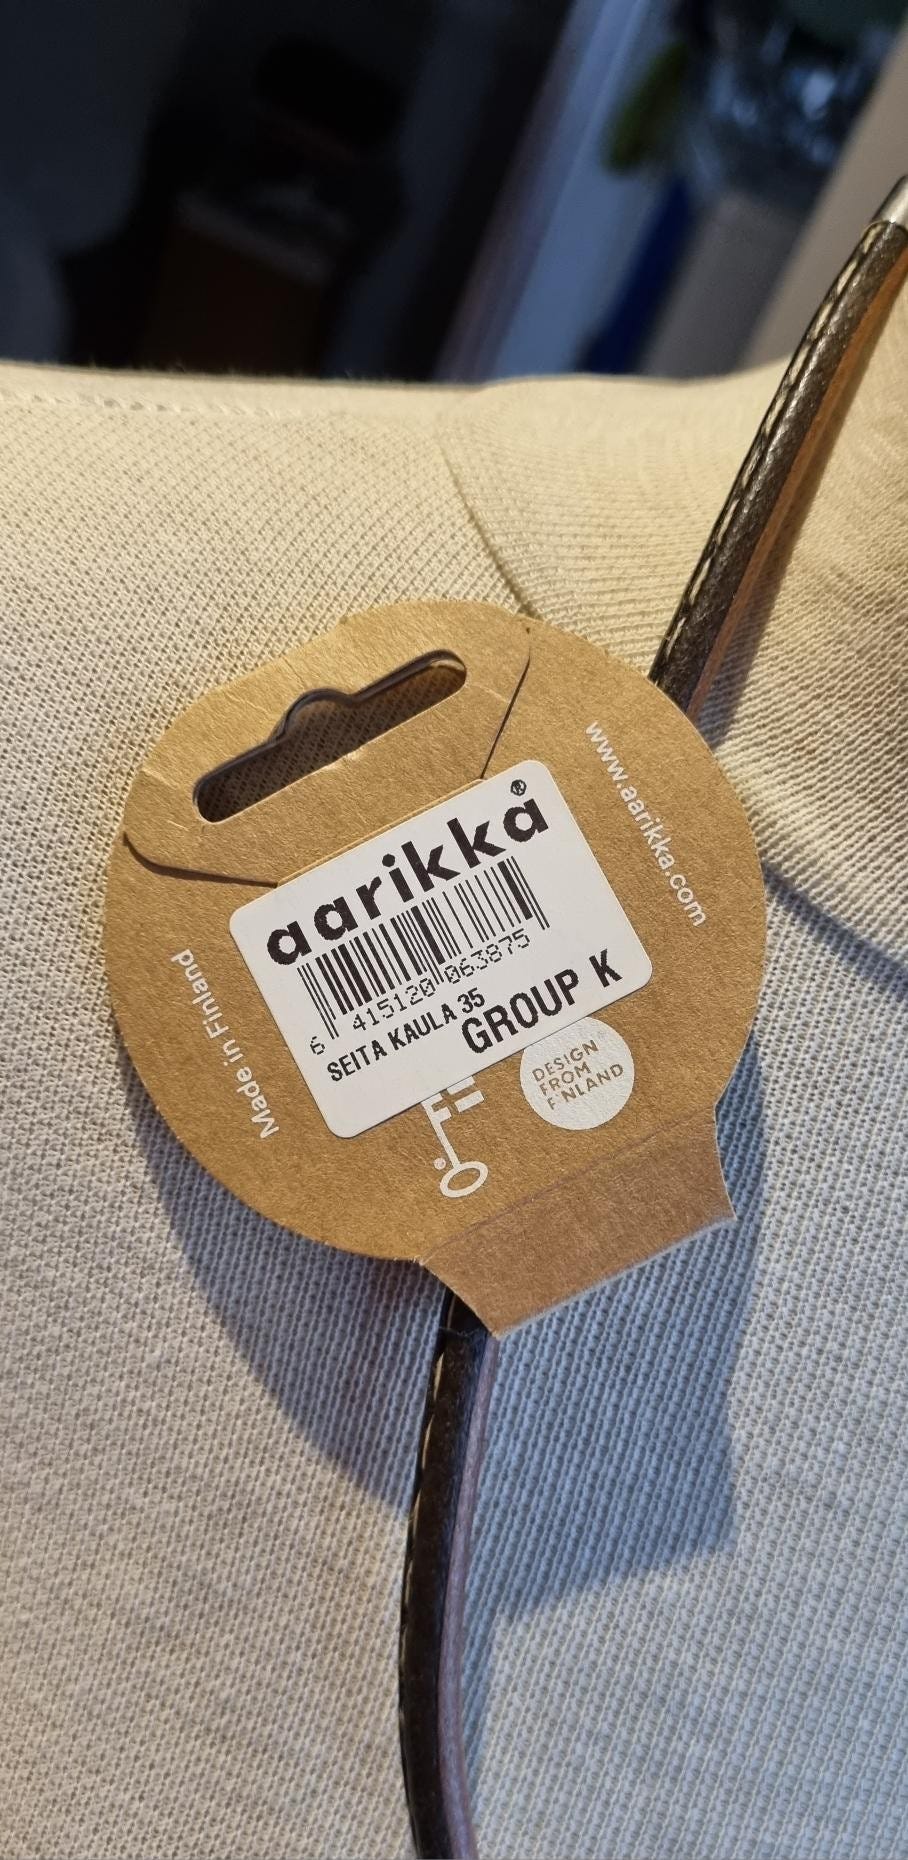 www.aarikka.com
aarikka®
6 415120 063875
SEITA KAULA 35
GROUP K
Made in Finland
DESIGN
FROM
FINLAND